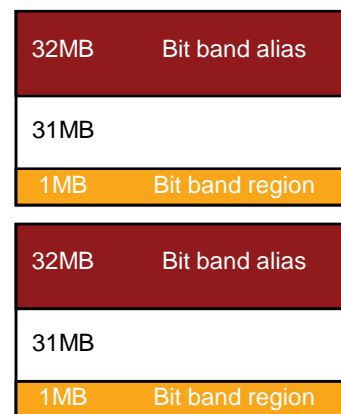 32MB Bit band alias
31MB
1MB Bit band region
32MB Bit band alias
31MB
1MB Bit band region